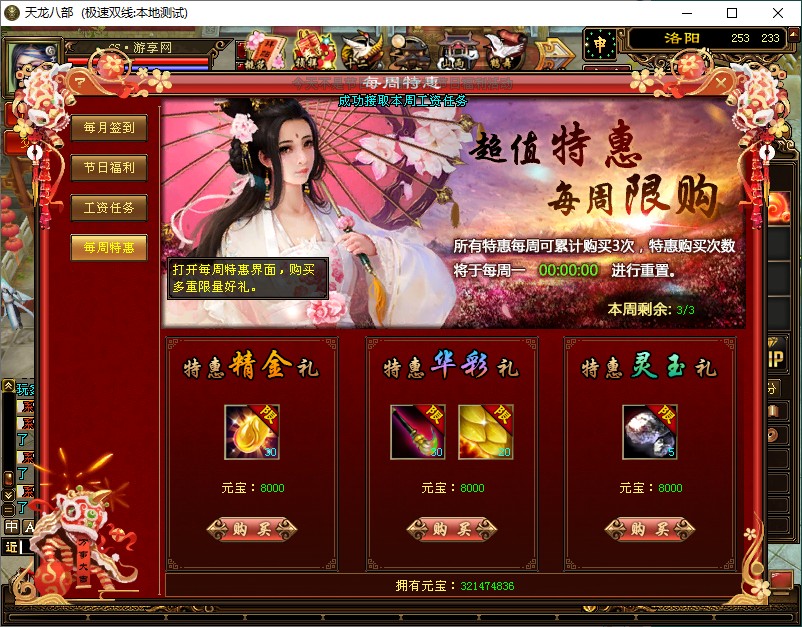 天龙八部 (极速双线:本地测试)
cs·游享网
申
洛阳
253 233
每周特惠
成功接取本周工资任务
每月签到
节日福利
工资任务
每周特惠
超值特惠
每周限购
所有特惠每周可累计购买3次，特惠购买次数
将于每周一 00:00:00 进行重置。
打开每周特惠界面，购买
多重限量好礼。
本周剩余: 3/3
特惠精金礼
特惠华彩礼
特惠灵玉礼
限
30
限
30
限
20
限
5
元宝：8000
元宝：8000
元宝：8000
购买
购买
购买
拥有元宝：321474836
中
A
近